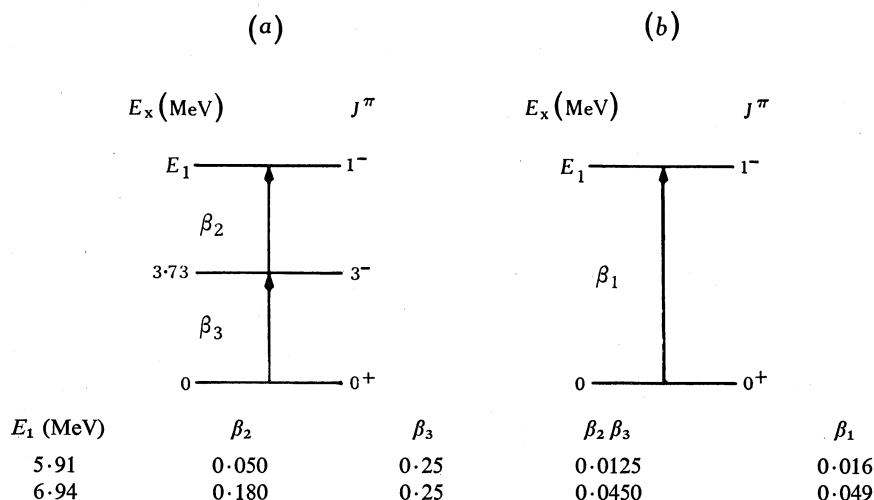 (a) (b)
E_x (MeV) J^π E_x (MeV) J^π
E_1 1^- E_1 1^-
β_2
3·73 3^- β_1
β_3
0 0^+ 0 0^+
E_1 (MeV) β_2 β_3 β_2 β_3 β_1
5·91 0·050 0·25 0·0125 0·016
6·94 0·180 0·25 0·0450 0·049